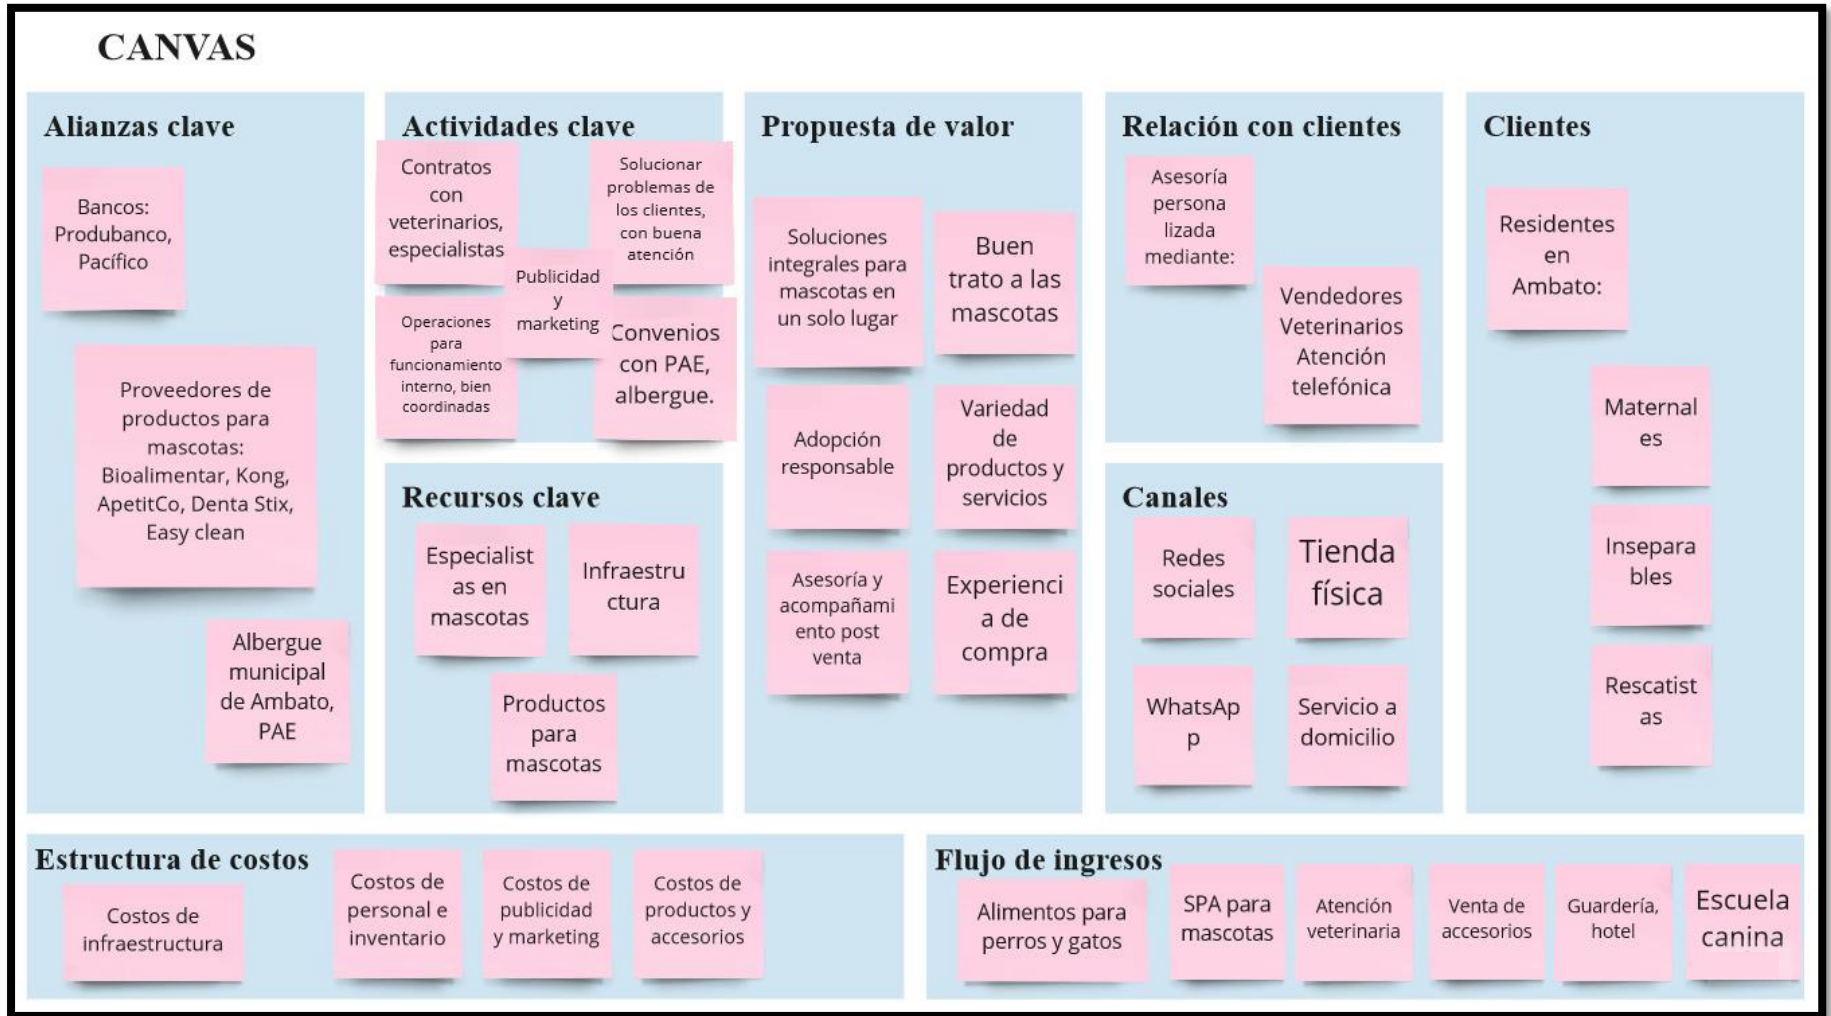 CANVAS
Alianzas clave
Bancos:
Produbanco,
Pacífico
Proveedores de
productos para
mascotas:
Bioalimentar, Kong,
ApetitCo, Denta Stix,
Easy clean
Albergue
municipal
de Ambato,
PAE
Actividades clave
Contratos
con
veterinarios,
especialistas
Solucionar
problemas de
los clientes,
con buena
atención
Publicidad
y
marketing
Operaciones
para
funcionamiento
interno, bien
coordinadas
Convenios
con PAE,
albergue.
Recursos clave
Especialist
as en
mascotas
Infraestru
ctura
Productos
para
mascotas
Propuesta de valor
Soluciones
integrales para
mascotas en
un solo lugar
Buen
trato a las
mascotas
Adopción
responsable
Variedad
de
productos y
servicios
Asesoría y
acompañami
ento post
venta
Experienci
a de
compra
Relación con clientes
Asesoría
persona
lizada
mediante:
Vendedores
Veterinarios
Atención
telefónica
Canales
Redes
sociales
Tienda
física
WhatsAp
p
Servicio a
domicilio
Clientes
Residentes
en
Ambato:
Maternal
es
Insepara
bles
Rescatist
as
Estructura de costos
Costos de
infraestructura
Costos de
personal e
inventario
Costos de
publicidad
y marketing
Costos de
productos y
accesorios
Flujo de ingresos
Alimentos para
perros y gatos
SPA para
mascotas
Atención
veterinaria
Venta de
accesorios
Guardería,
hotel
Escuela
canina